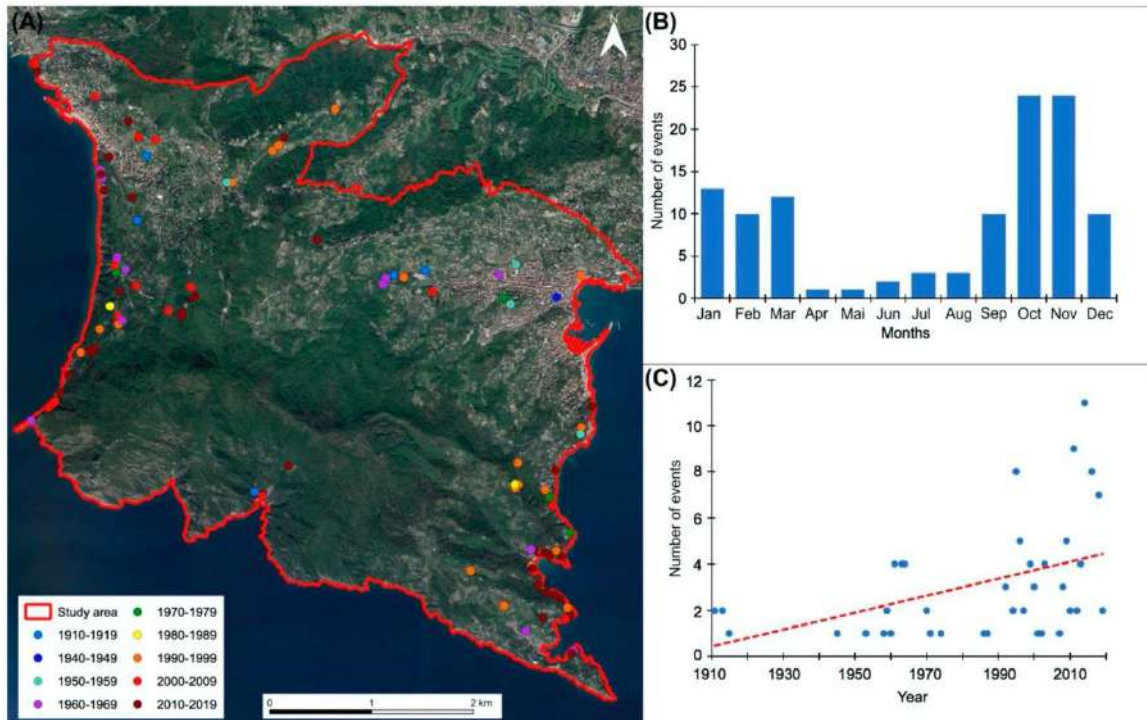 (A)
N
Study area
1910-1919
1940-1949
1950-1959
1960-1969
1970-1979
1980-1989
1990-1999
2000-2009
2010-2019
0 1 2 km
(B)
Number of events
30
25
20
15
10
5
0
Jan Feb Mar Apr Mai Jun Jul Aug Sep Oct Nov Dec
Months
(C)
Number of events
12
10
8
6
4
2
0
1910 1930 1950 1970 1990 2010
Year